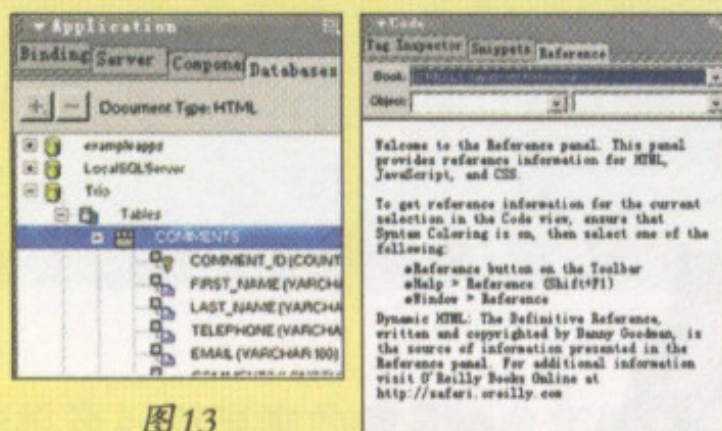 Application
Binding Server Componen Databases
+ - Document Type: HTML
exampleapps
LocalSQLServer
Trio
Tables
COMMENTS
COMMENT_ID (COUNT
FIRST_NAME (VARCHA
LAST_NAME (VARCHA
TELEPHONE (VARCHA
EMAIL (VARCHAR 100)
图13
Code
Tag Inspector Snippets Reference
Book:
Object:
Welcome to the Reference panel. This panel
provides reference information for HTML,
JavaScript, and CSS.
To get reference information for the current
selection in the Code view, ensure that
Syntax Coloring is on, then select one of the
following:
●Reference button on the Toolbar
●Help > Reference (Shift+F1)
●Window > Reference
Dynamic HTML: The Definitive Reference,
written and copyrighted by Danny Goodman, is
the source of information presented in the
Reference panel. For additional information
visit O'Reilly Books Online at
http://safari.oreilly.com